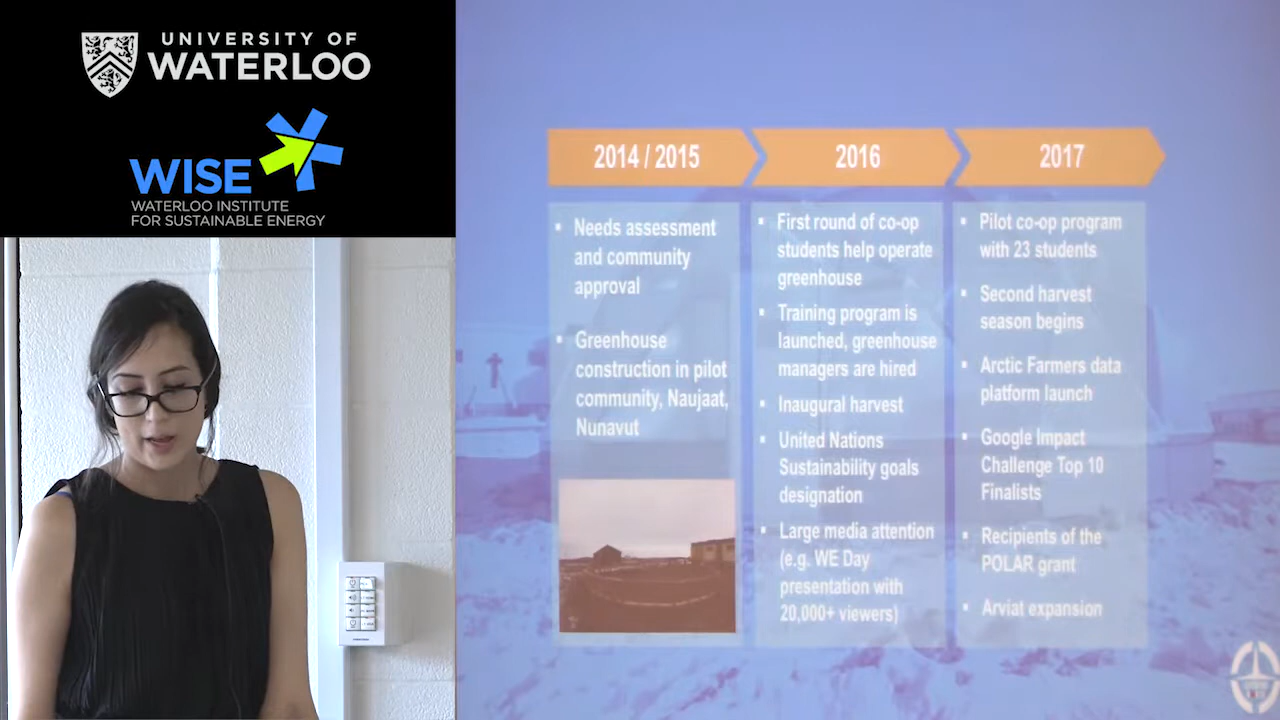 UNIVERSITY OF
WATERLOO
WISE
WATERLOO INSTITUTE
FOR SUSTAINABLE ENERGY
2014 / 2015
Needs assessment
and community
approval
Greenhouse
construction in pilot
community, Naujaat,
Nunavut
2016
First round of co-op
students help operate
greenhouse
Training program is
launched, greenhouse
managers are hired
Inaugural harvest
United Nations
Sustainability goals
designation
Large media attention
(e.g. WE Day
presentation with
20,000+ viewers)
2017
Pilot co-op program
with 23 students
Second harvest
season begins
Arctic Farmers data
platform launch
Google Impact
Challenge Top 10
Finalists
Recipients of the
POLAR grant
Arviat expansion